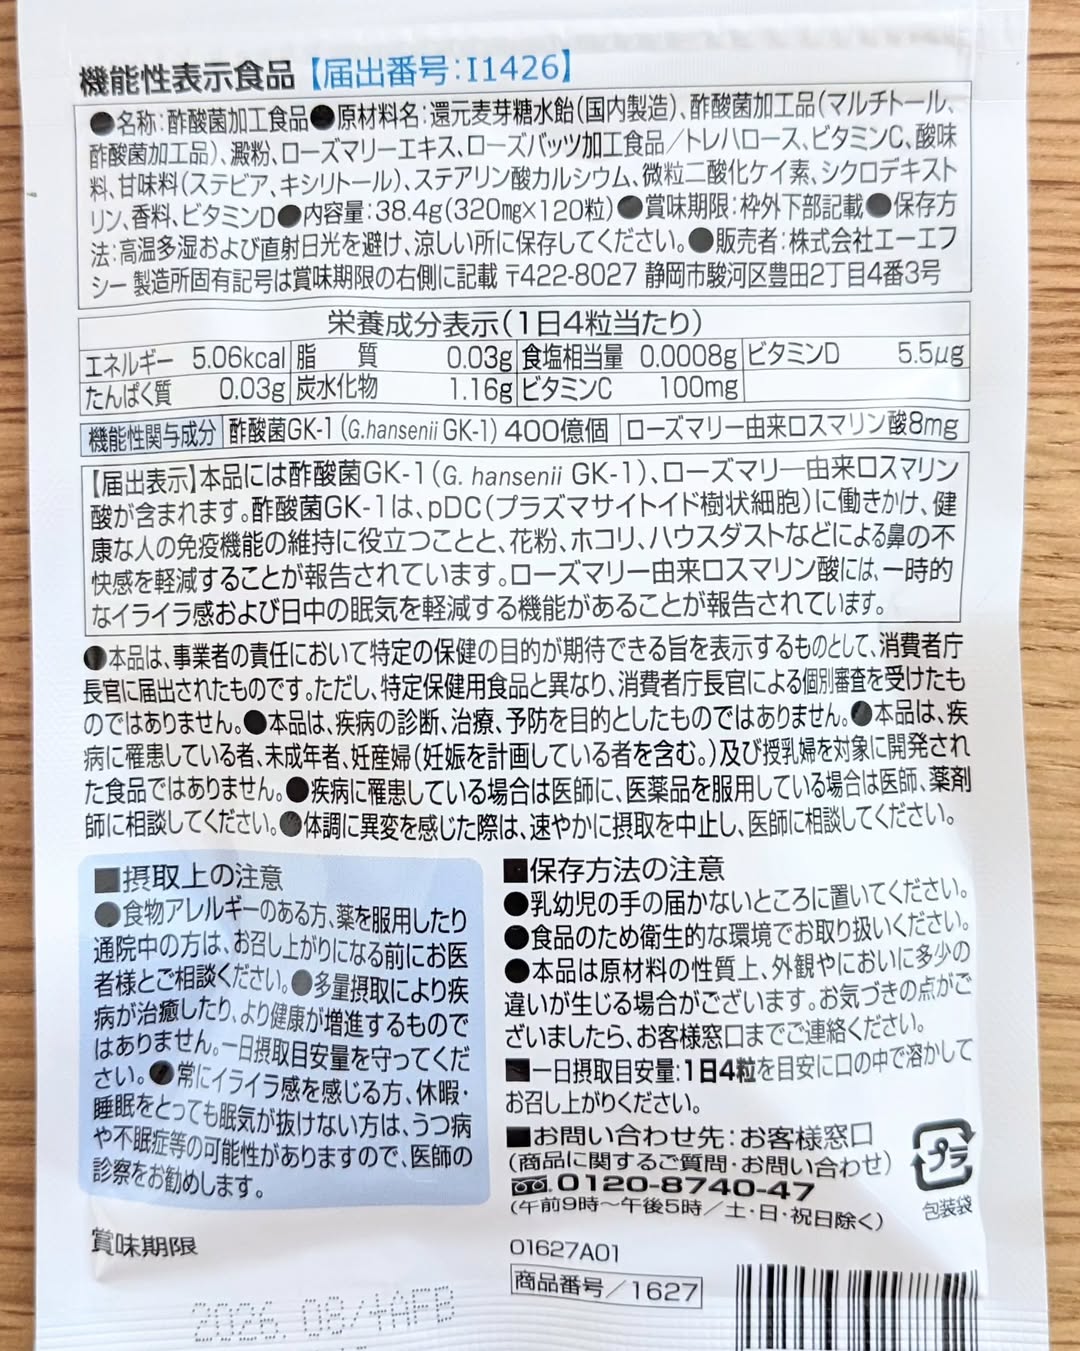 機能性表示食品【届出番号:I1426】
●名称:酢酸菌加工食品●原材料名:還元麦芽糖水飴(国内製造)、酢酸菌加工品(マルチトール、
酢酸菌加工品)、澱粉、ローズマリーエキス、ローズバッツ加工食品/トレハロース、ビタミンC、酸味
料、甘味料(ステビア、キシリトール)、ステアリン酸カルシウム、微粒二酸化ケイ素、シクロデキスト
リン、香料、ビタミンD●内容量:38.4g(320mg×120粒)●賞味期限:枠外下部記載●保存方
法:高温多湿および直射日光を避け、涼しい所に保存してください。●販売者:株式会社エーエフ
シー 製造所固有記号は賞味期限の右側に記載 〒422-8027 静岡市駿河区豊田2丁目4番3号
栄養成分表示(1日4粒当たり)
エネルギー 5.06kcal 脂 質 0.03g 食塩相当量 0.0008g ビタミンD 5.5μg
たんぱく質 0.03g 炭水化物 1.16g ビタミンC 100mg
機能性関与成分 酢酸菌GK-1(G.hansenii GK-1)400億個 ローズマリー由来ロスマリン酸8mg
【届出表示】本品には酢酸菌GK-1(G. hansenii GK-1)、ローズマリー由来ロスマリン
酸が含まれます。酢酸菌GK-1は、pDC(プラズマサイトイド樹状細胞)に働きかけ、健
康な人の免疫機能の維持に役立つことと、花粉、ホコリ、ハウスダストなどによる鼻の不
快感を軽減することが報告されています。ローズマリー由来ロスマリン酸には、一時的
なイライラ感および日中の眠気を軽減する機能があることが報告されています。
●本品は、事業者の責任において特定の保健の目的が期待できる旨を表示するものとして、消費者庁
長官に届出されたものです。ただし、特定保健用食品と異なり、消費者庁長官による個別審査を受けたも
のではありません。●本品は、疾病の診断、治療、予防を目的としたものではありません。●本品は、疾
病に罹患している者、未成年者、妊産婦(妊娠を計画している者を含む。)及び授乳婦を対象に開発され
た食品ではありません。●疾病に罹患している場合は医師に、医薬品を服用している場合は医師、薬剤
師に相談してください。●体調に異変を感じた際は、速やかに摂取を中止し、医師に相談してください。
■摂取上の注意
●食物アレルギーのある方、薬を服用したり
通院中の方は、お召し上がりになる前にお医
者様とご相談ください。●多量摂取により疾
病が治癒したり、より健康が増進するもので
はありません。一日摂取目安量を守ってくだ
さい。●常にイライラ感を感じる方、休暇・
睡眠をとっても眠気が抜けない方は、うつ病
や不眠症等の可能性がありますので、医師の
診察をお勧めします。
賞味期限
2026.08/4AFB
■保存方法の注意
●乳幼児の手の届かないところに置いてください。
●食品のため衛生的な環境でお取り扱いください。
●本品は原材料の性質上、外観やにおいに多少の
違いが生じる場合がございます。お気づきの点がご
ざいましたら、お客様窓口までご連絡ください。
■一日摂取目安量:1日4粒を目安に口の中で溶かして
お召し上がりください。
■お問い合わせ先:お客様窓口
(商品に関するご質問・お問い合わせ)
0120-8740-47
(午前9時~午後5時/土・日・祝日除く)
プラ
包装袋
01627A01
商品番号/1627